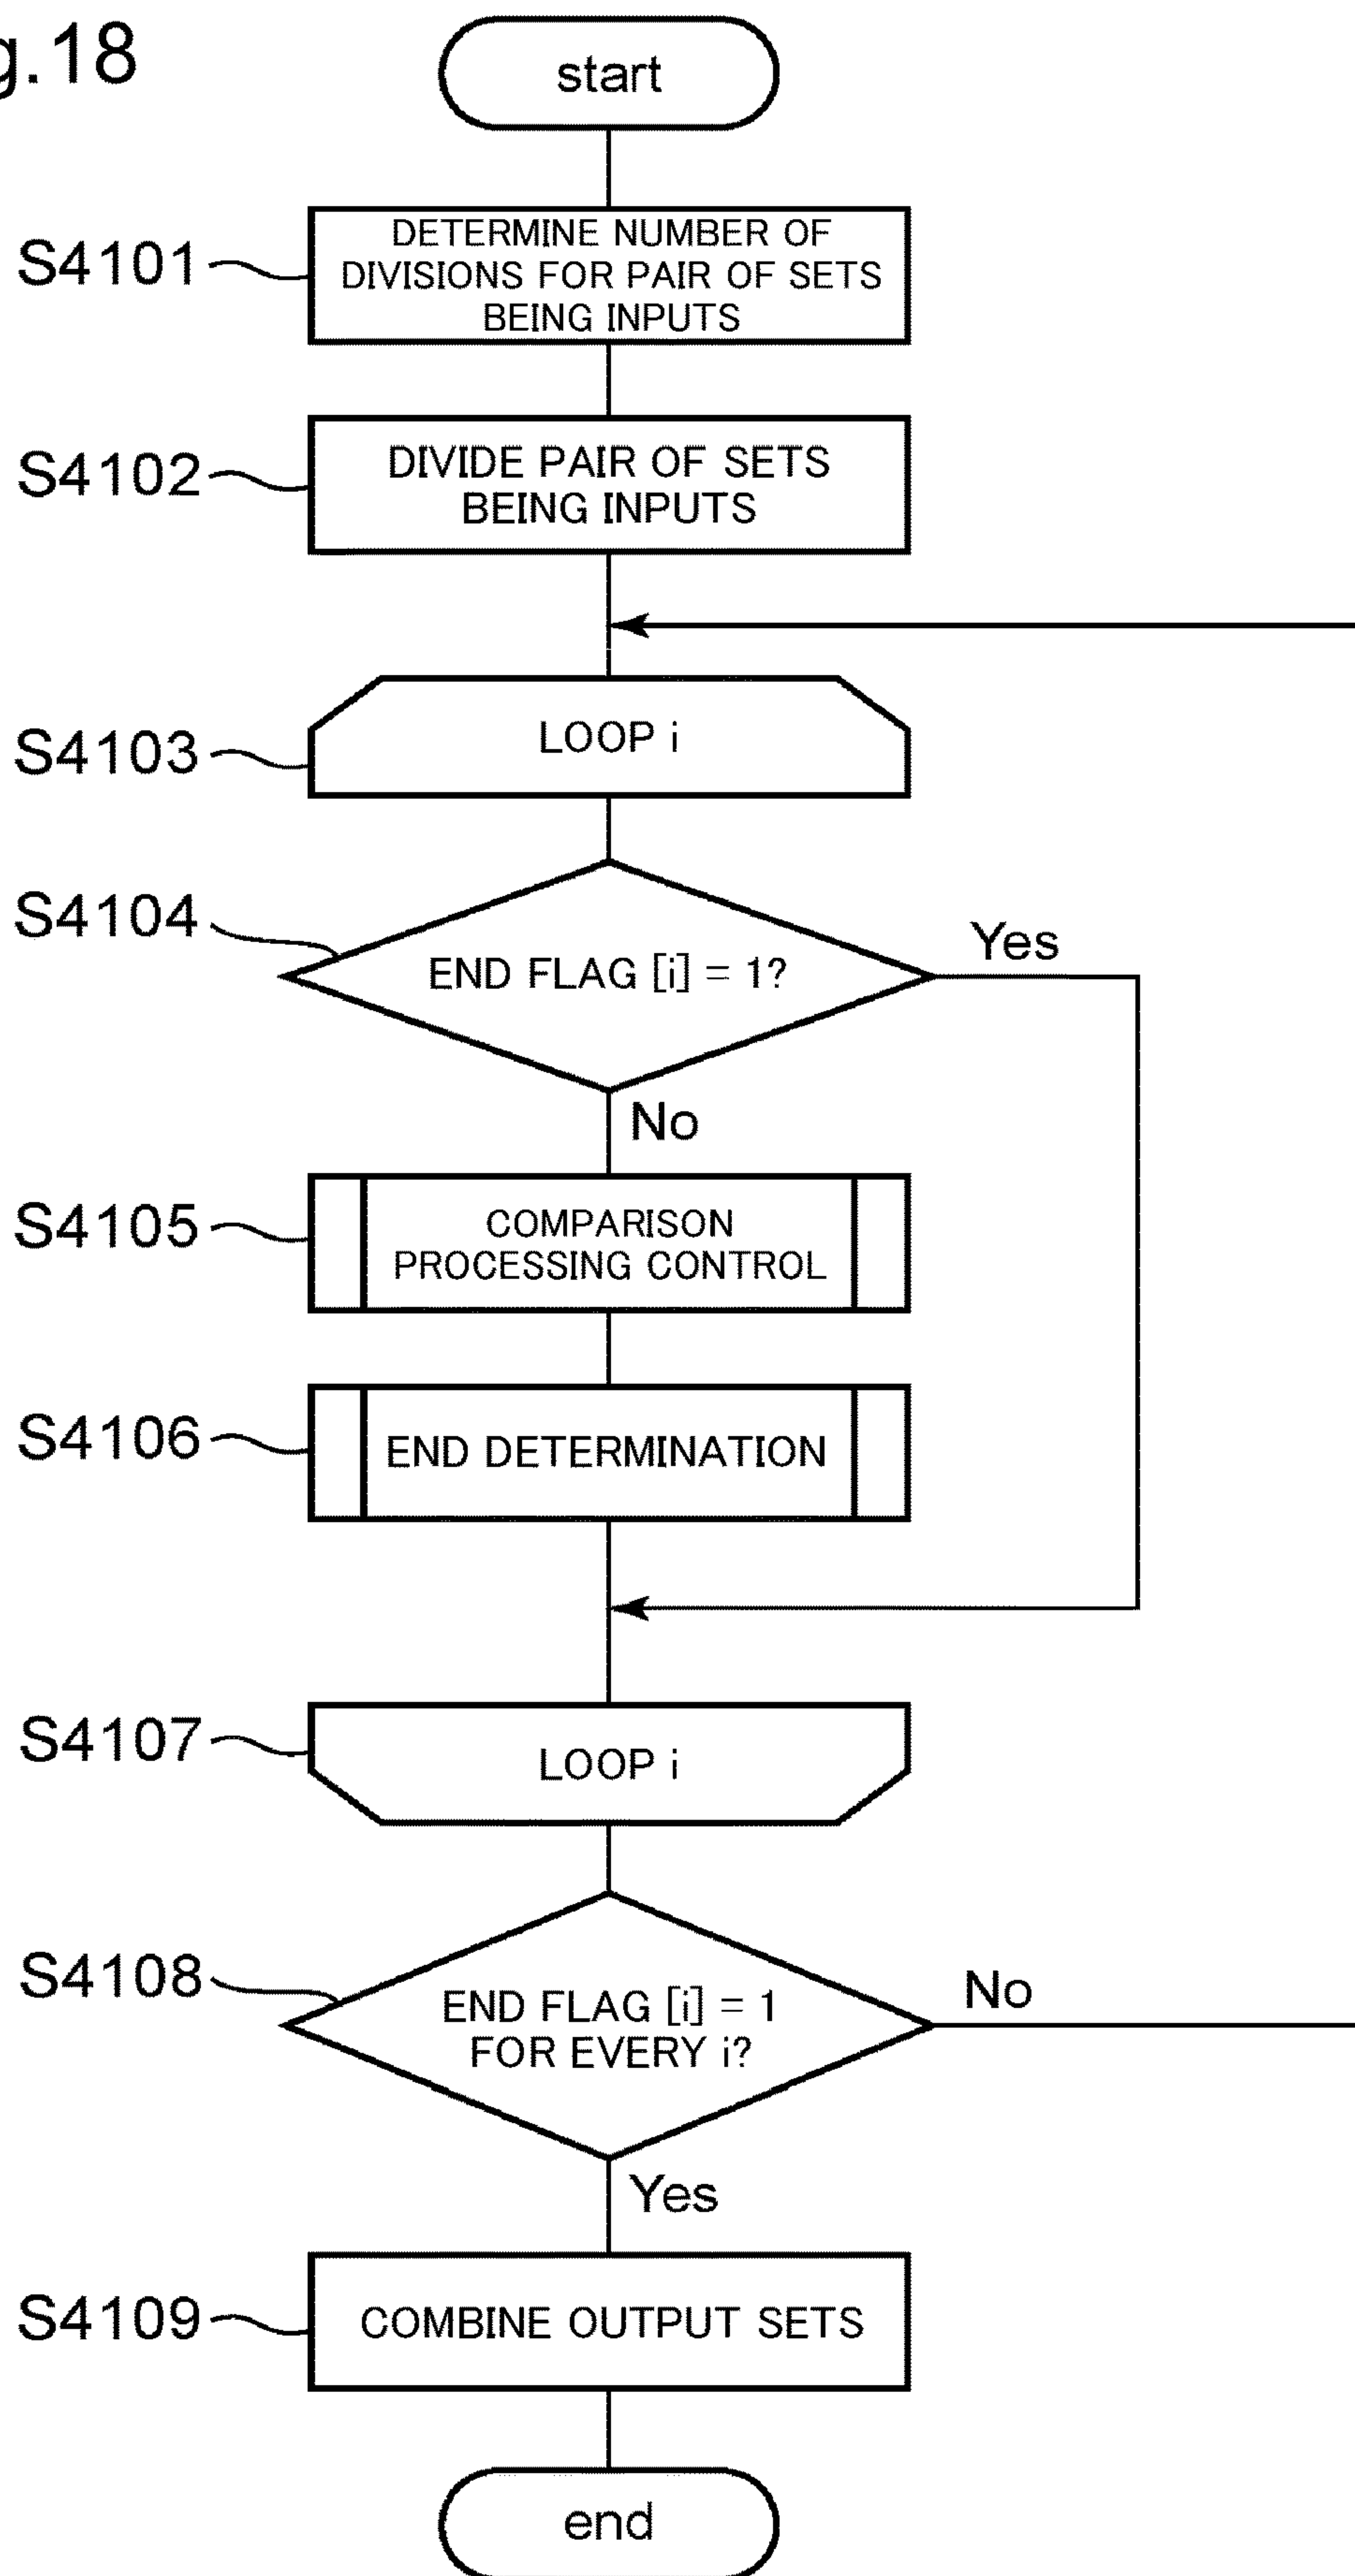 g.18
start
S4101
DETERMINE NUMBER OF
DIVISIONS FOR PAIR OF SETS
BEING INPUTS
S4102
DIVIDE PAIR OF SETS
BEING INPUTS
S4103
LOOP i
S4104
END FLAG [i] = 1?
Yes
No
S4105
COMPARISON
PROCESSING CONTROL
S4106
END DETERMINATION
S4107
LOOP i
S4108
END FLAG [i] = 1
FOR EVERY i?
No
Yes
S4109
COMBINE OUTPUT SETS
end